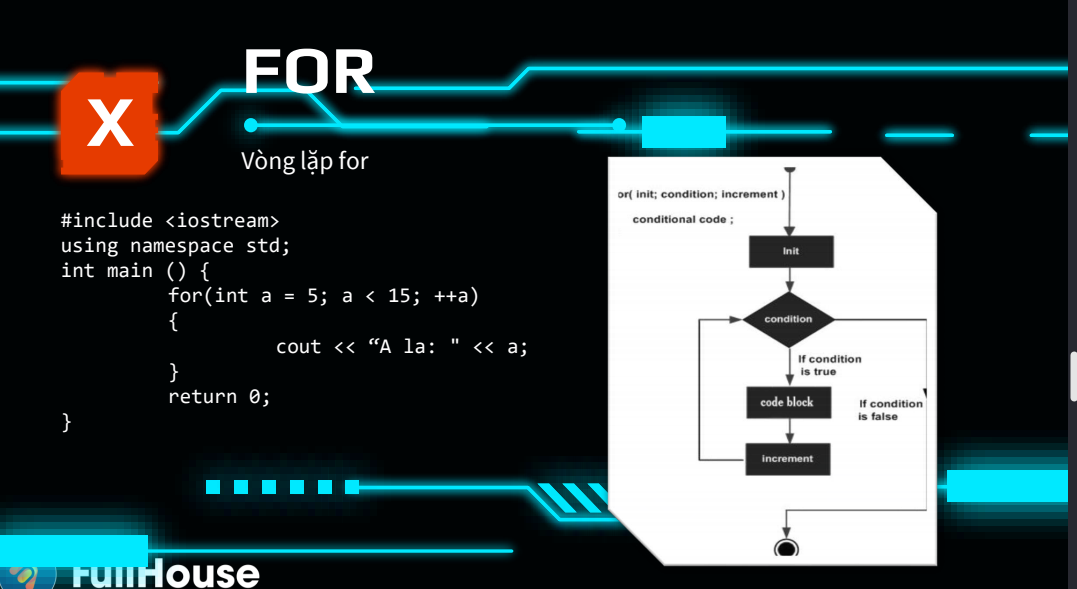 FOR
X
Vòng lặp for
#include <iostream>
using namespace std;
int main () {
for(int a = 5; a < 15; ++a)
{
cout << “A la: " << a;
}
return 0;
}
or( init; condition; increment )
conditional code ;
Init
condition
If condition
is true
code block
If condition
is false
increment
FullHouse